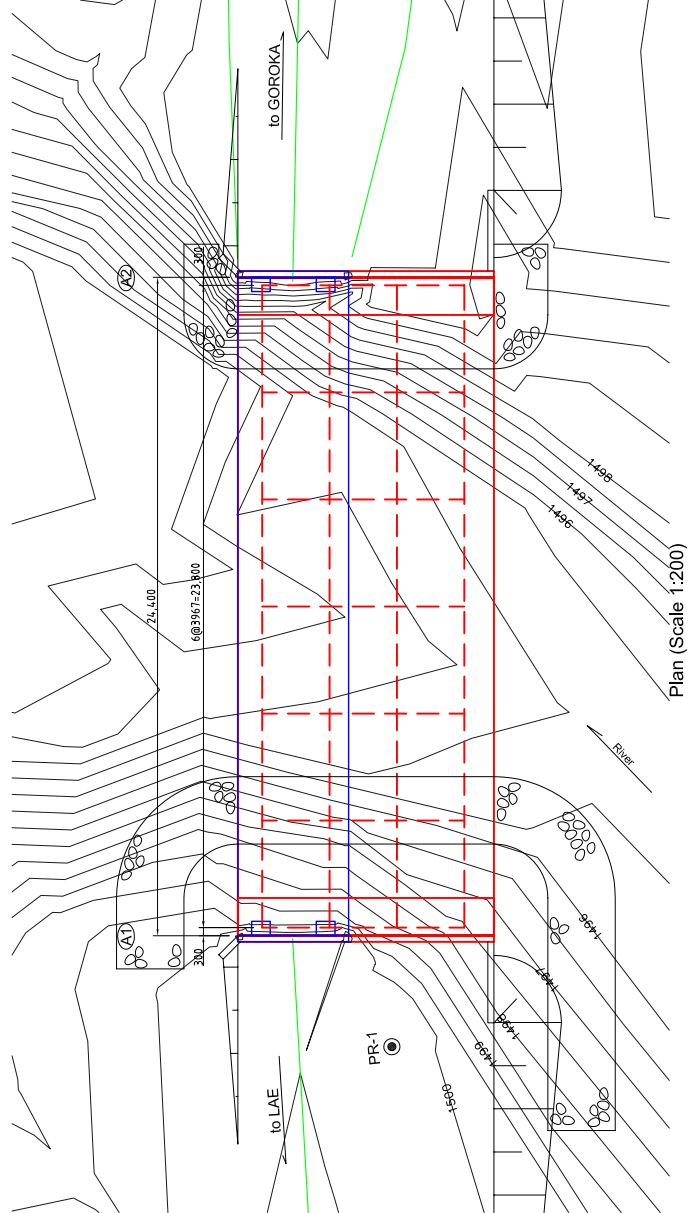 to GOROKA
A2
300
24,400
6@3967=23,800
1498
1497
1496
River
A1
300
1496
1497
1498
1499
1500
PR-1
to LAE
Plan (Scale 1:200)